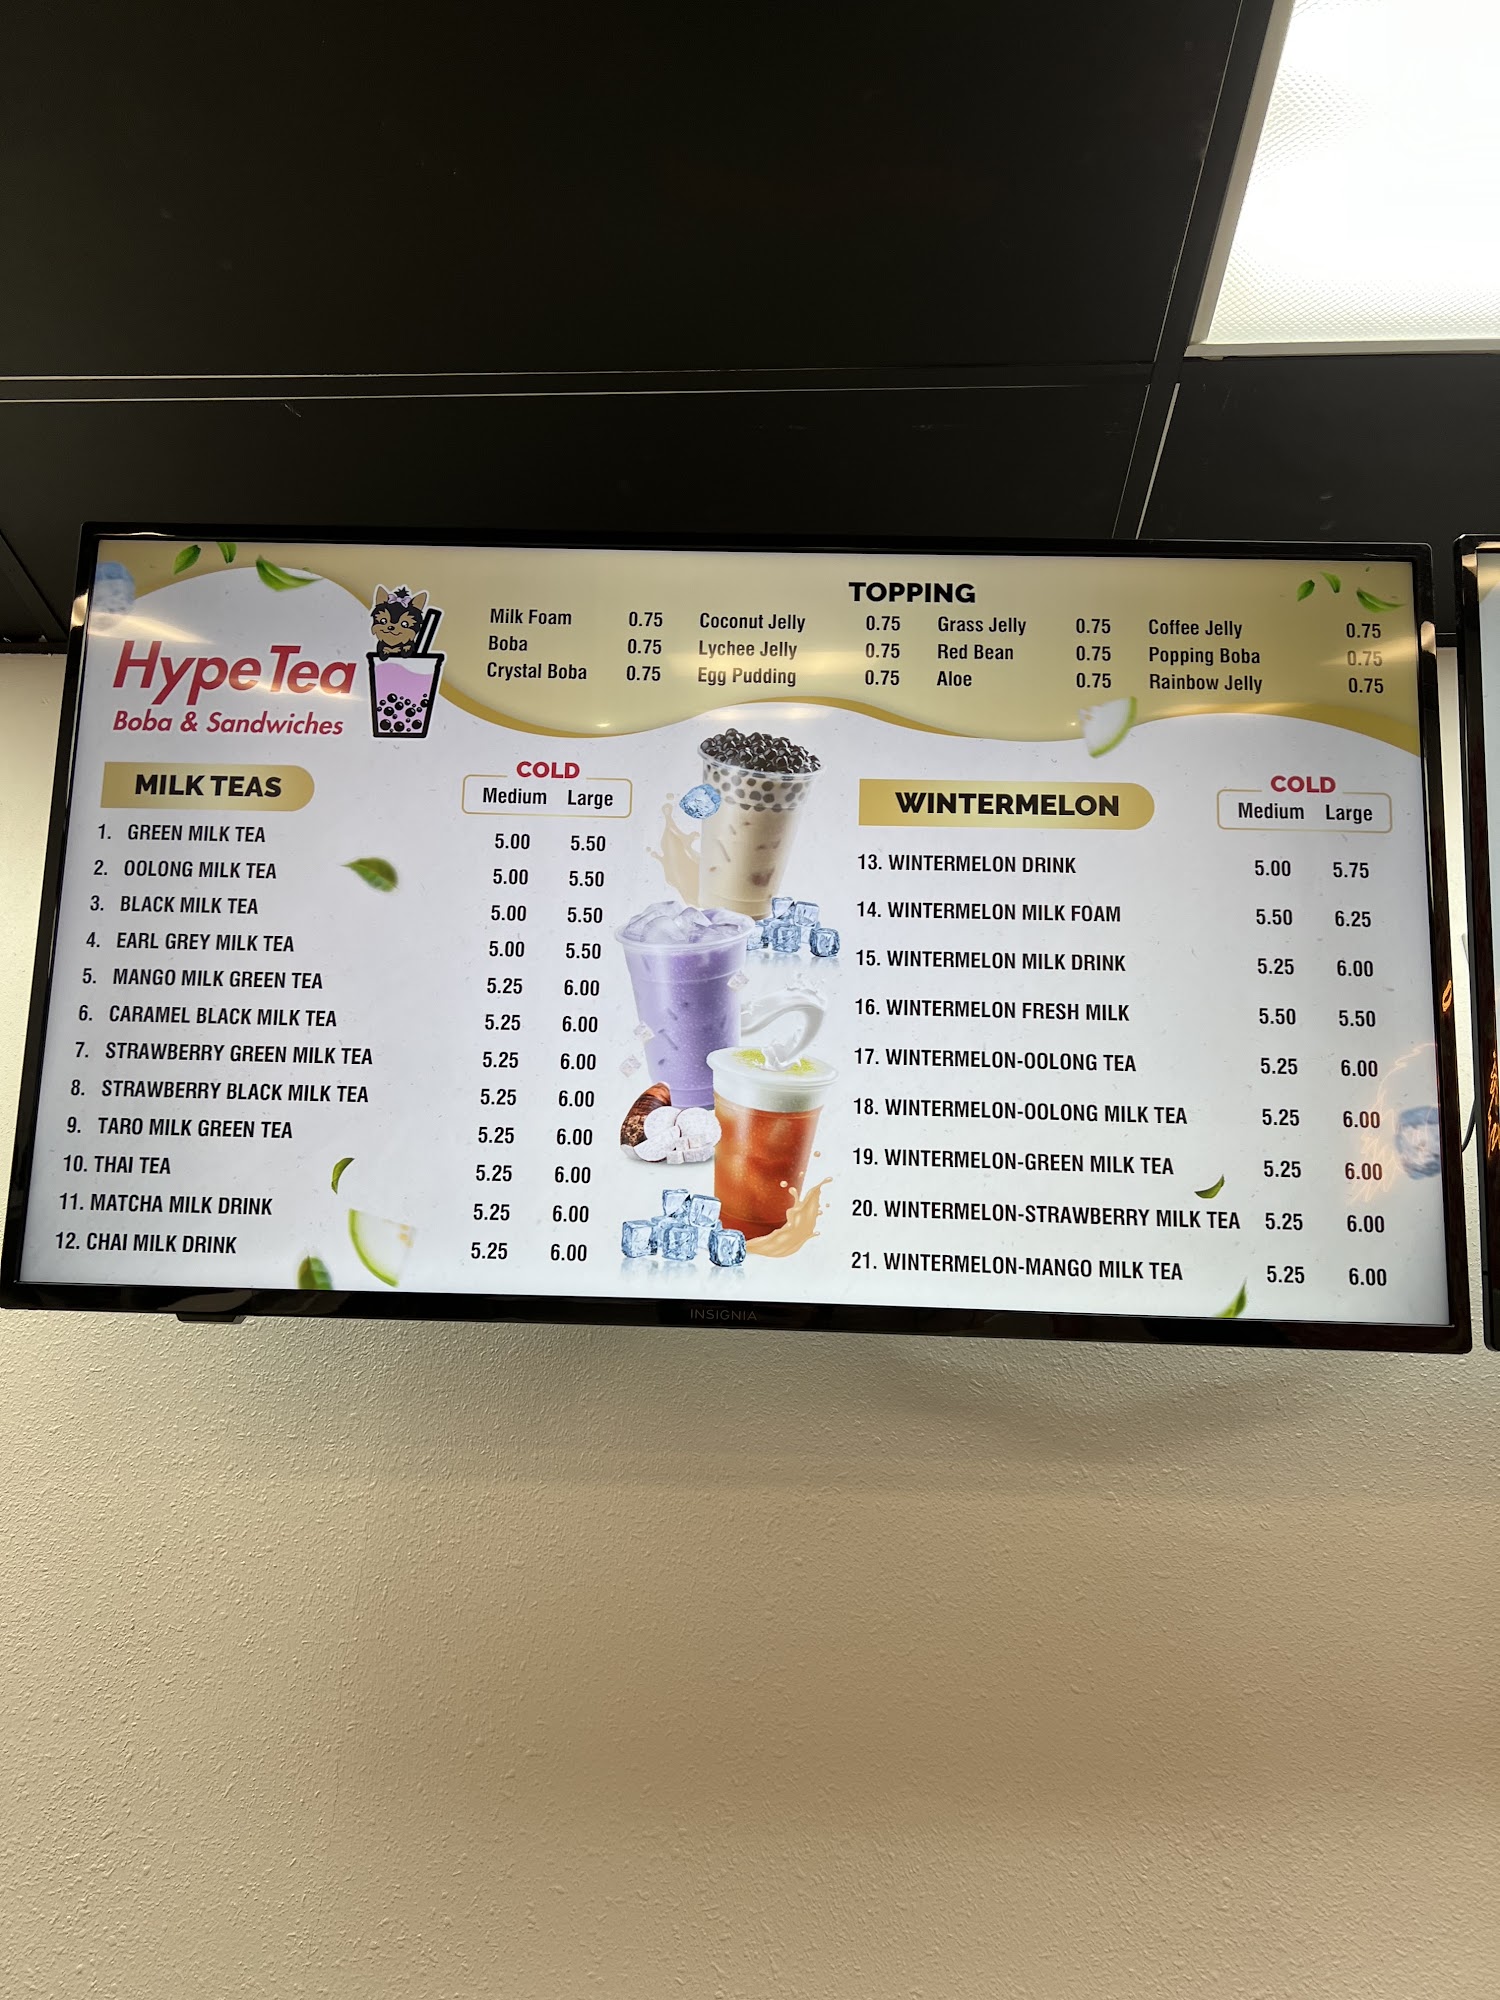 TOPPING
Milk Foam 0.75 Coconut Jelly 0.75 Grass Jelly 0.75 Coffee Jelly 0.75
Boba 0.75 Lychee Jelly 0.75 Red Bean 0.75 Popping Boba 0.75
Crystal Boba 0.75 Egg Pudding 0.75 Aloe 0.75 Rainbow Jelly 0.75
Hype Tea
Boba & Sandwiches
MILK TEAS
COLD
Medium Large
1. GREEN MILK TEA 5.00 5.50
2. OOLONG MILK TEA 5.00 5.50
3. BLACK MILK TEA 5.00 5.50
4. EARL GREY MILK TEA 5.00 5.50
5. MANGO MILK GREEN TEA 5.25 6.00
6. CARAMEL BLACK MILK TEA 5.25 6.00
7. STRAWBERRY GREEN MILK TEA 5.25 6.00
8. STRAWBERRY BLACK MILK TEA 5.25 6.00
9. TARO MILK GREEN TEA 5.25 6.00
10. THAI TEA 5.25 6.00
11. MATCHA MILK DRINK 5.25 6.00
12. CHAI MILK DRINK 5.25 6.00
WINTERMELON
COLD
Medium Large
13. WINTERMELON DRINK 5.00 5.75
14. WINTERMELON MILK FOAM 5.50 6.25
15. WINTERMELON MILK DRINK 5.25 6.00
16. WINTERMELON FRESH MILK 5.50 5.50
17. WINTERMELON-OOLONG TEA 5.25 6.00
18. WINTERMELON-OOLONG MILK TEA 5.25 6.00
19. WINTERMELON-GREEN MILK TEA 5.25 6.00
20. WINTERMELON-STRAWBERRY MILK TEA 5.25 6.00
21. WINTERMELON-MANGO MILK TEA 5.25 6.00
INSIGNIA